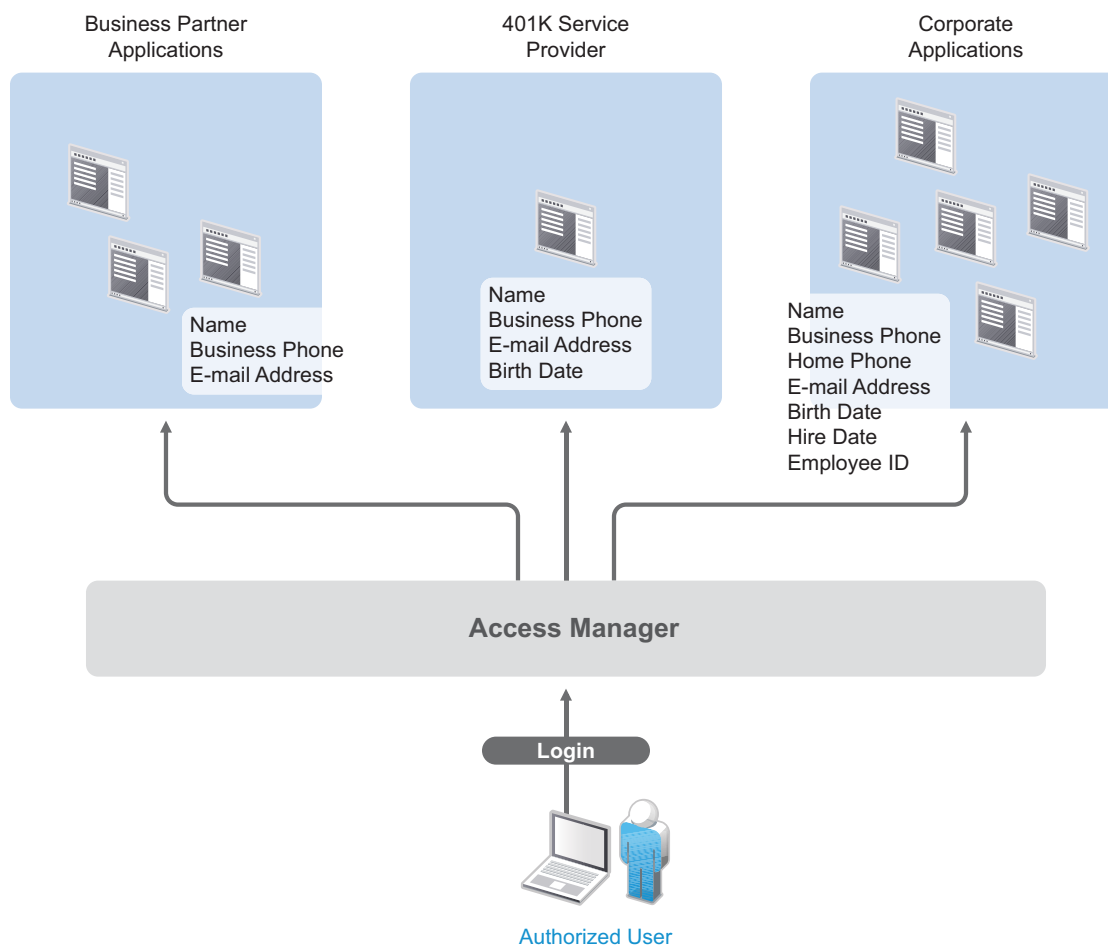 Business Partner
Applications
401K Service
Provider
Corporate
Applications
Name
Business Phone
E-mail Address
Name
Business Phone
E-mail Address
Birth Date
Name
Business Phone
Home Phone
E-mail Address
Birth Date
Hire Date
Employee ID
Access Manager
Login
Authorized User